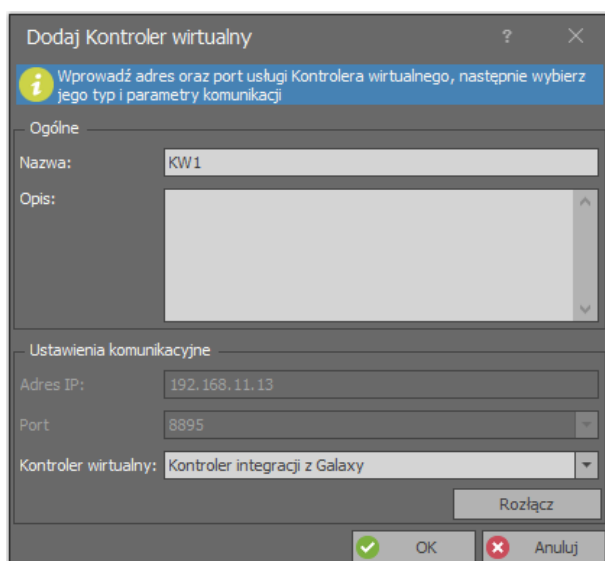 Dodaj Kontroler wirtualny
?
Wprowadź adres oraz port usługi Kontrolera wirtualnego, następnie wybierz
jego typ i parametry komunikacji
Ogólne
Nazwa: KW1
Opis:
Ustawienia komunikacyjne
Adres IP: 192.168.11.13
Port 8895
Kontroler wirtualny: Kontroler integracji z Galaxy
Rozłącz
OK Anuluj